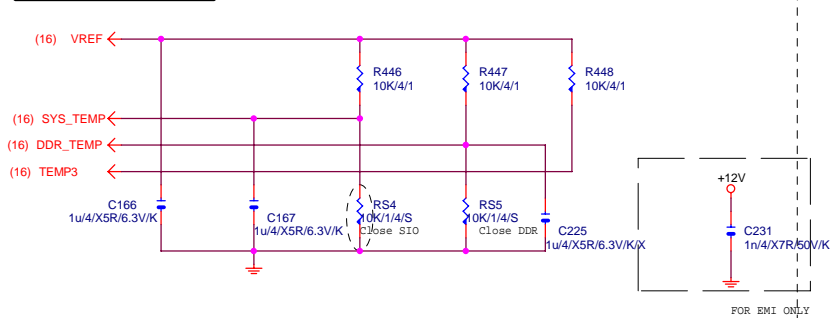 (16) VREF
R446
10K/4/1
R447
10K/4/1
R448
10K/4/1
(16) SYS_TEMP
(16) DDR_TEMP
(16) TEMP3
C166
1u/4/X5R/6.3V/K
C167
1u/4/X5R/6.3V/K
RS4
10K/1/4/S
Close SIO
RS5
10K/1/4/S
Close DDR
C225
1u/4/X5R/6.3V/K/X
+12V
C231
1n/4/X7R/50V/K
FOR EMI ONLY